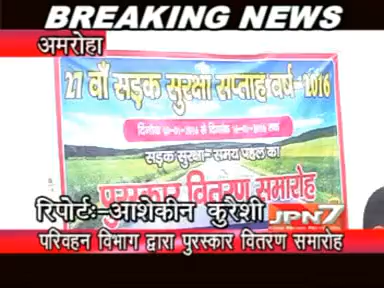 BREAKING NEWS
अमरोहा
27 वाँ सड़क सुरक्षा सप्ताह वर्ष-2016
दिनांक से दिनांक तक
सड़क सुरक्षा- समय पहल का
पुरस्कार वितरण समारोह
रिपोर्टः-आशेकीन कुरैशी
JPN7
परिवहन विभाग द्वारा पुरस्कार वितरण समारोह